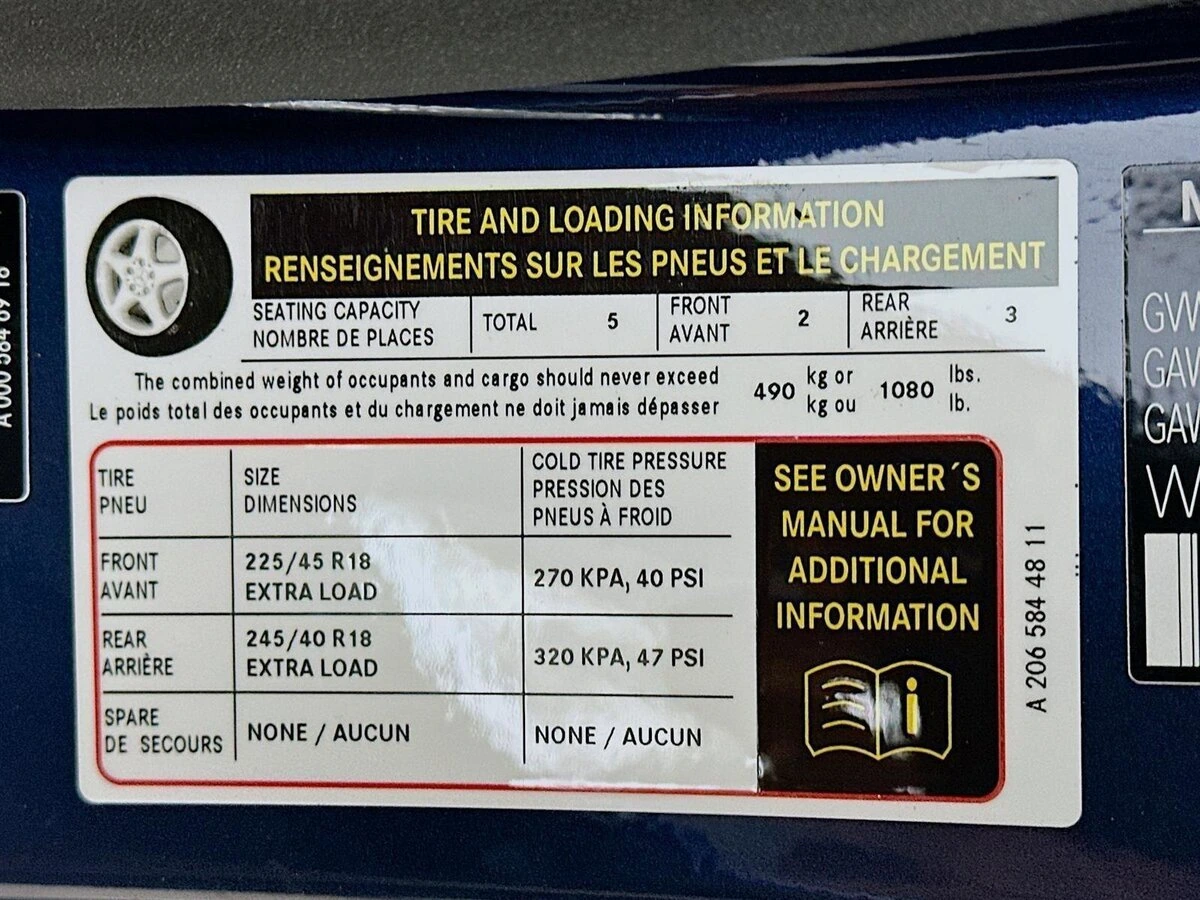 TIRE AND LOADING INFORMATION
RENSEIGNEMENTS SUR LES PNEUS ET LE CHARGEMENT
SEATING CAPACITY
NOMBRE DE PLACES
TOTAL 5
FRONT
AVANT
2
REAR
ARRIÈRE
3
The combined weight of occupants and cargo should never exceed
Le poids total des occupants et du chargement ne doit jamais dépasser
490 kg or 1080 lbs.
kg ou lb.
TIRE
PNEU
SIZE
DIMENSIONS
COLD TIRE PRESSURE
PRESSION DES
PNEUS À FROID
FRONT
AVANT
225/45 R18
EXTRA LOAD
270 KPA, 40 PSI
REAR
ARRIÈRE
245/40 R18
EXTRA LOAD
320 KPA, 47 PSI
SPARE
DE SECOURS
NONE / AUCUN
NONE / AUCUN
SEE OWNER´S
MANUAL FOR
ADDITIONAL
INFORMATION
i
A 206 584 48 11
GW
GAW
GAW